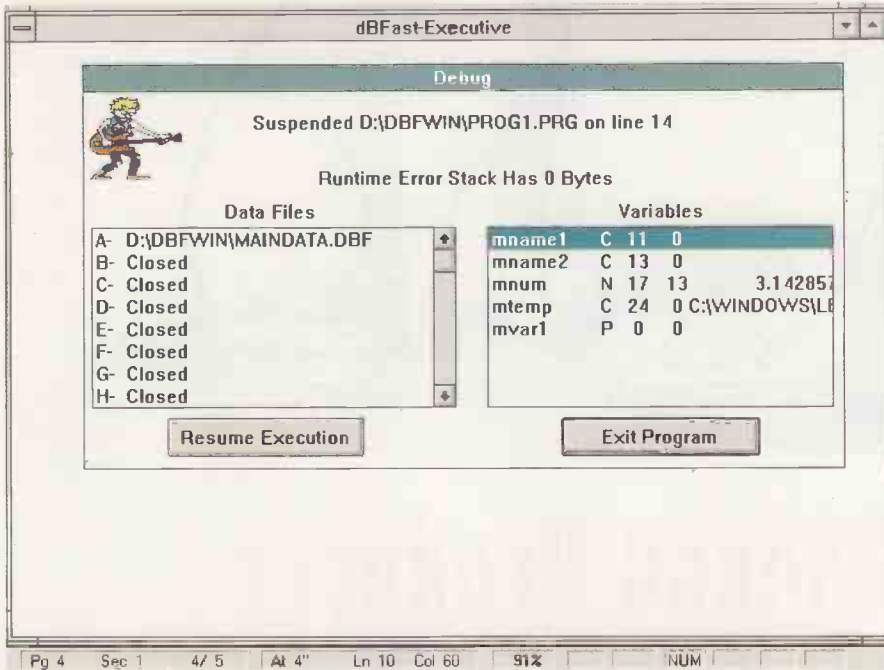 dBFast-Executive
Debug
Suspended D:\DBFWIN\PROG1.PRG on line 14
Runtime Error Stack Has 0 Bytes
Data Files
A- D:\DBFWIN\MAINDATA.DBF
B- Closed
C- Closed
D- Closed
E- Closed
F- Closed
G- Closed
H- Closed
Variables
mname1 C 11 0
mname2 C 13 0
mnum N 17 13 3.142857
mtemp C 24 0 C:\WINDOWS\LE
mvar1 P 0 0
Resume Execution
Exit Program
Pg 4 Sec 1 4/ 5 At 4" Ln 10 Col 60 91% NUM